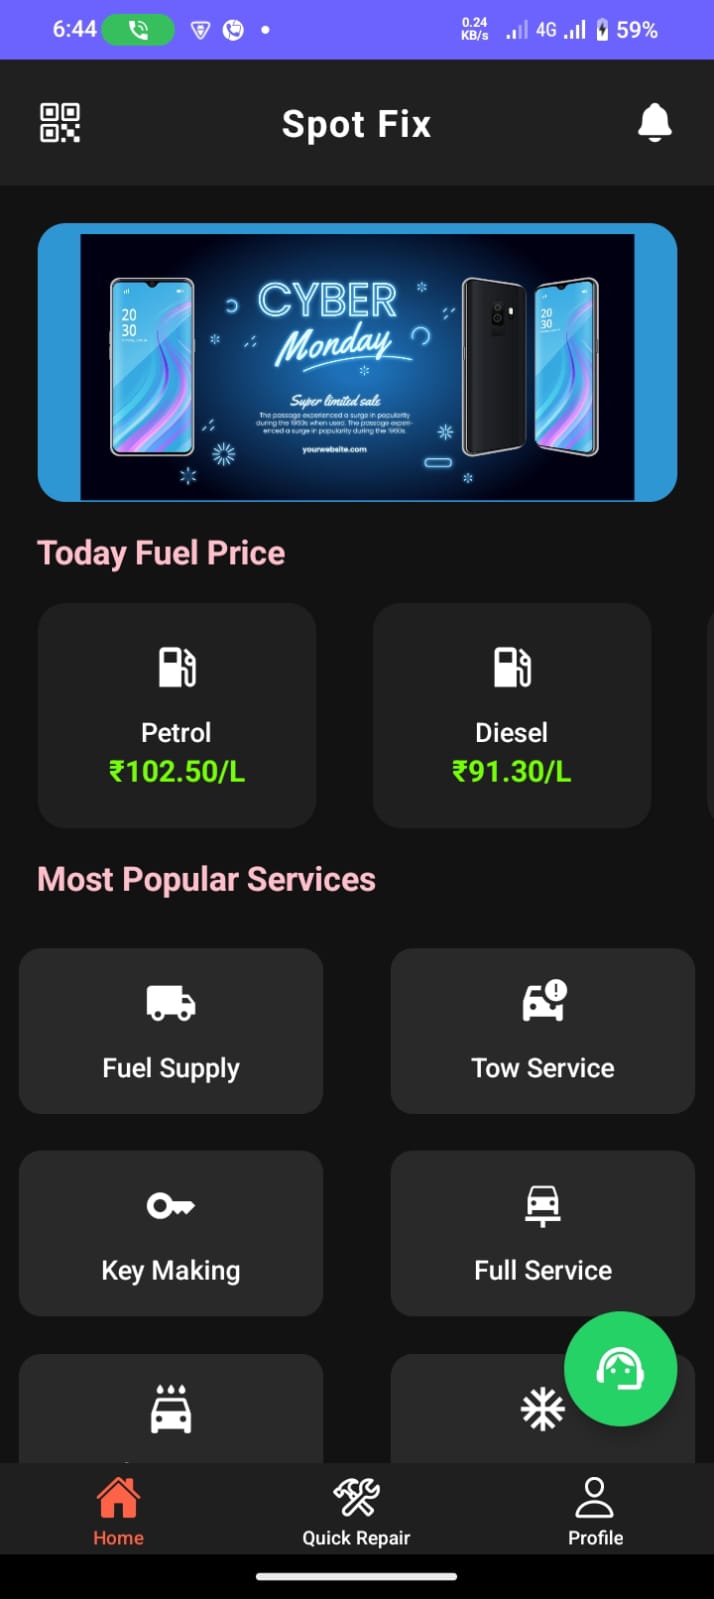 6:44
0.24
KB/s
4G
59%
Spot Fix
20
30
CYBER
Monday
Super limited sale
The passage experienced a surge in popularity
during the 1960s when used. The passage experi-
enced a surge in popularity during the 1960s
yourwebsite.com
20
30
Today Fuel Price
Petrol
₹102.50/L
Diesel
₹91.30/L
Most Popular Services
Fuel Supply
Tow Service
Key Making
Full Service
Home
Quick Repair
Profile